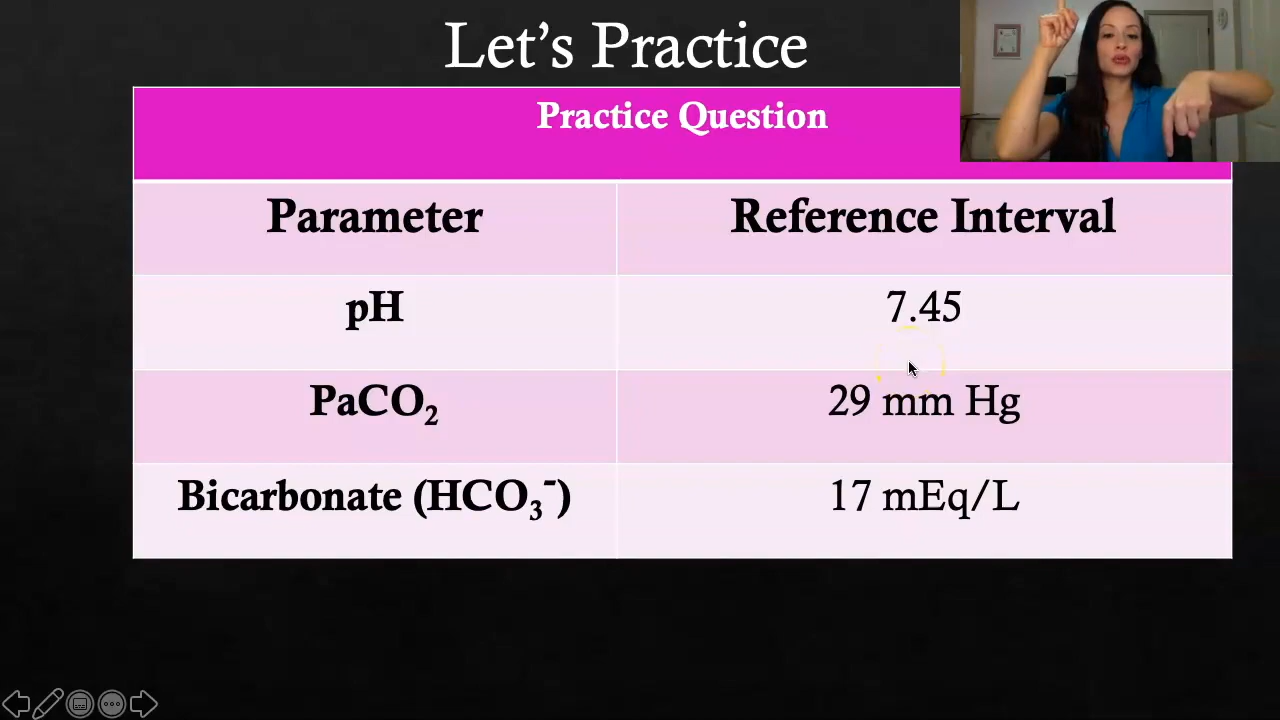 Let's Practice
Practice Question
Parameter Reference Interval
pH 7.45
PaCO₂ 29 mm Hg
Bicarbonate (HCO₃⁻) 17 mEq/L